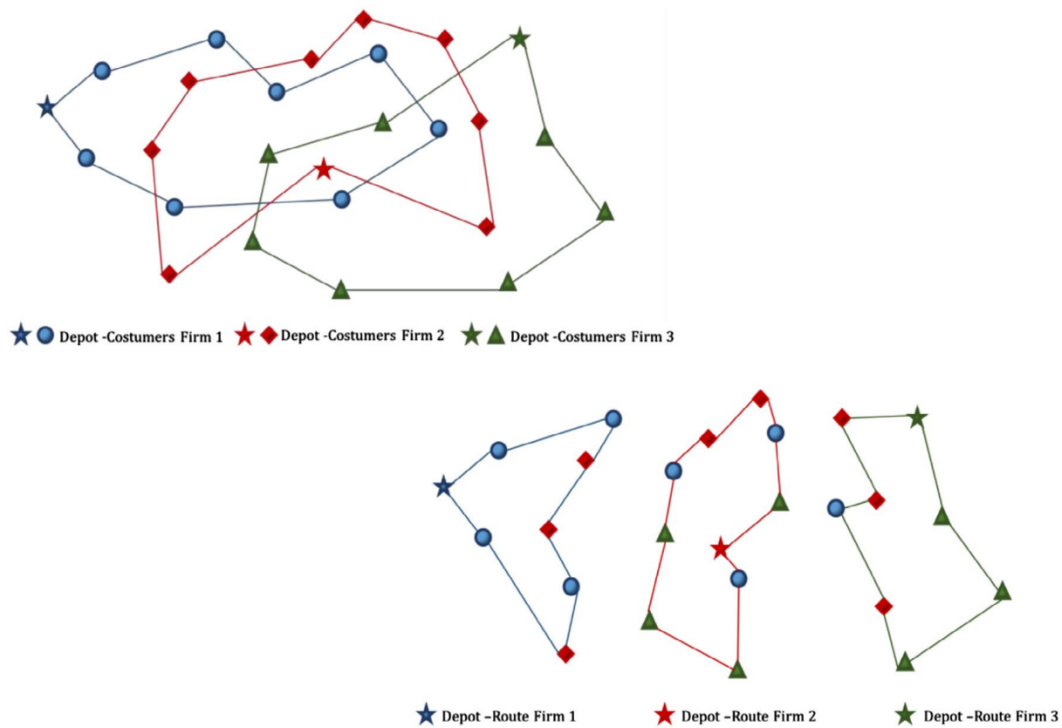 Depot -Costumers Firm 1 Depot -Costumers Firm 2 Depot -Costumers Firm 3
Depot –Route Firm 1 Depot –Route Firm 2 Depot –Route Firm 3